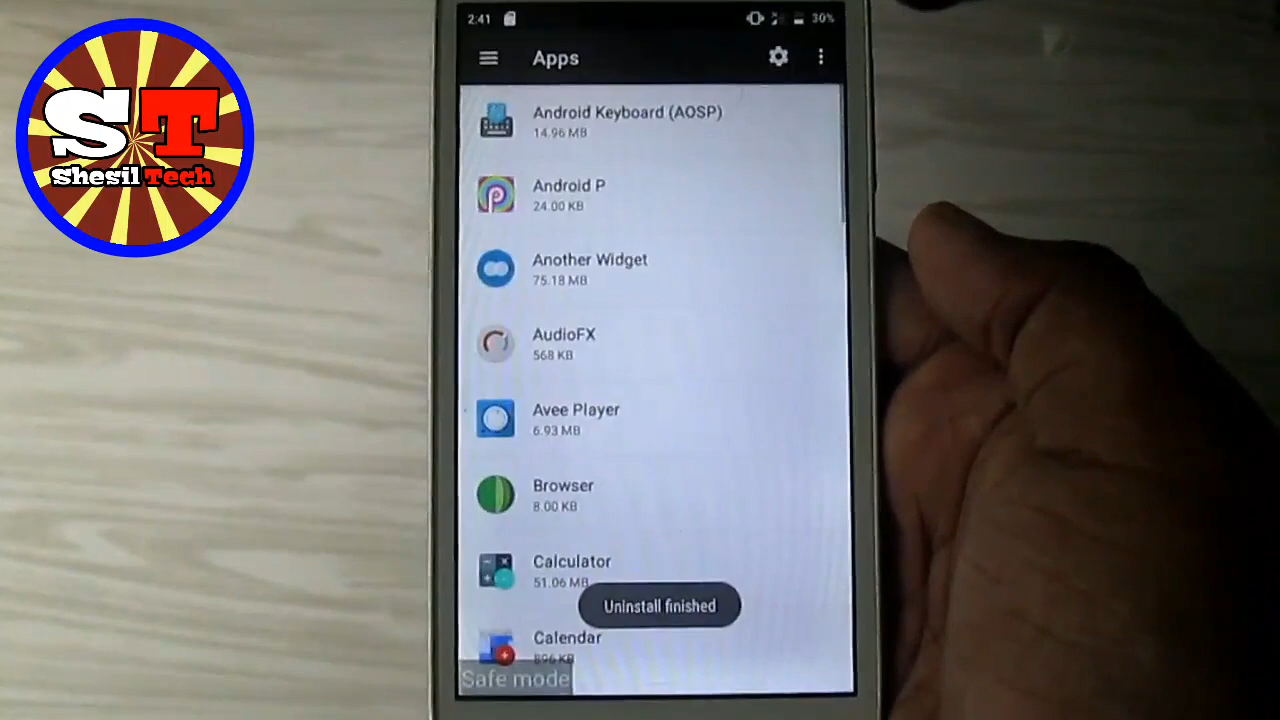 ST
Shesil Tech
2:41
30%
Apps
Android Keyboard (AOSP)
14.96 MB
Android P
24.00 KB
Another Widget
75.18 MB
AudioFX
568 KB
Avee Player
6.93 MB
Browser
8.00 KB
Calculator
51.06 MB
Uninstall finished
Calendar
896 KB
Safe mode